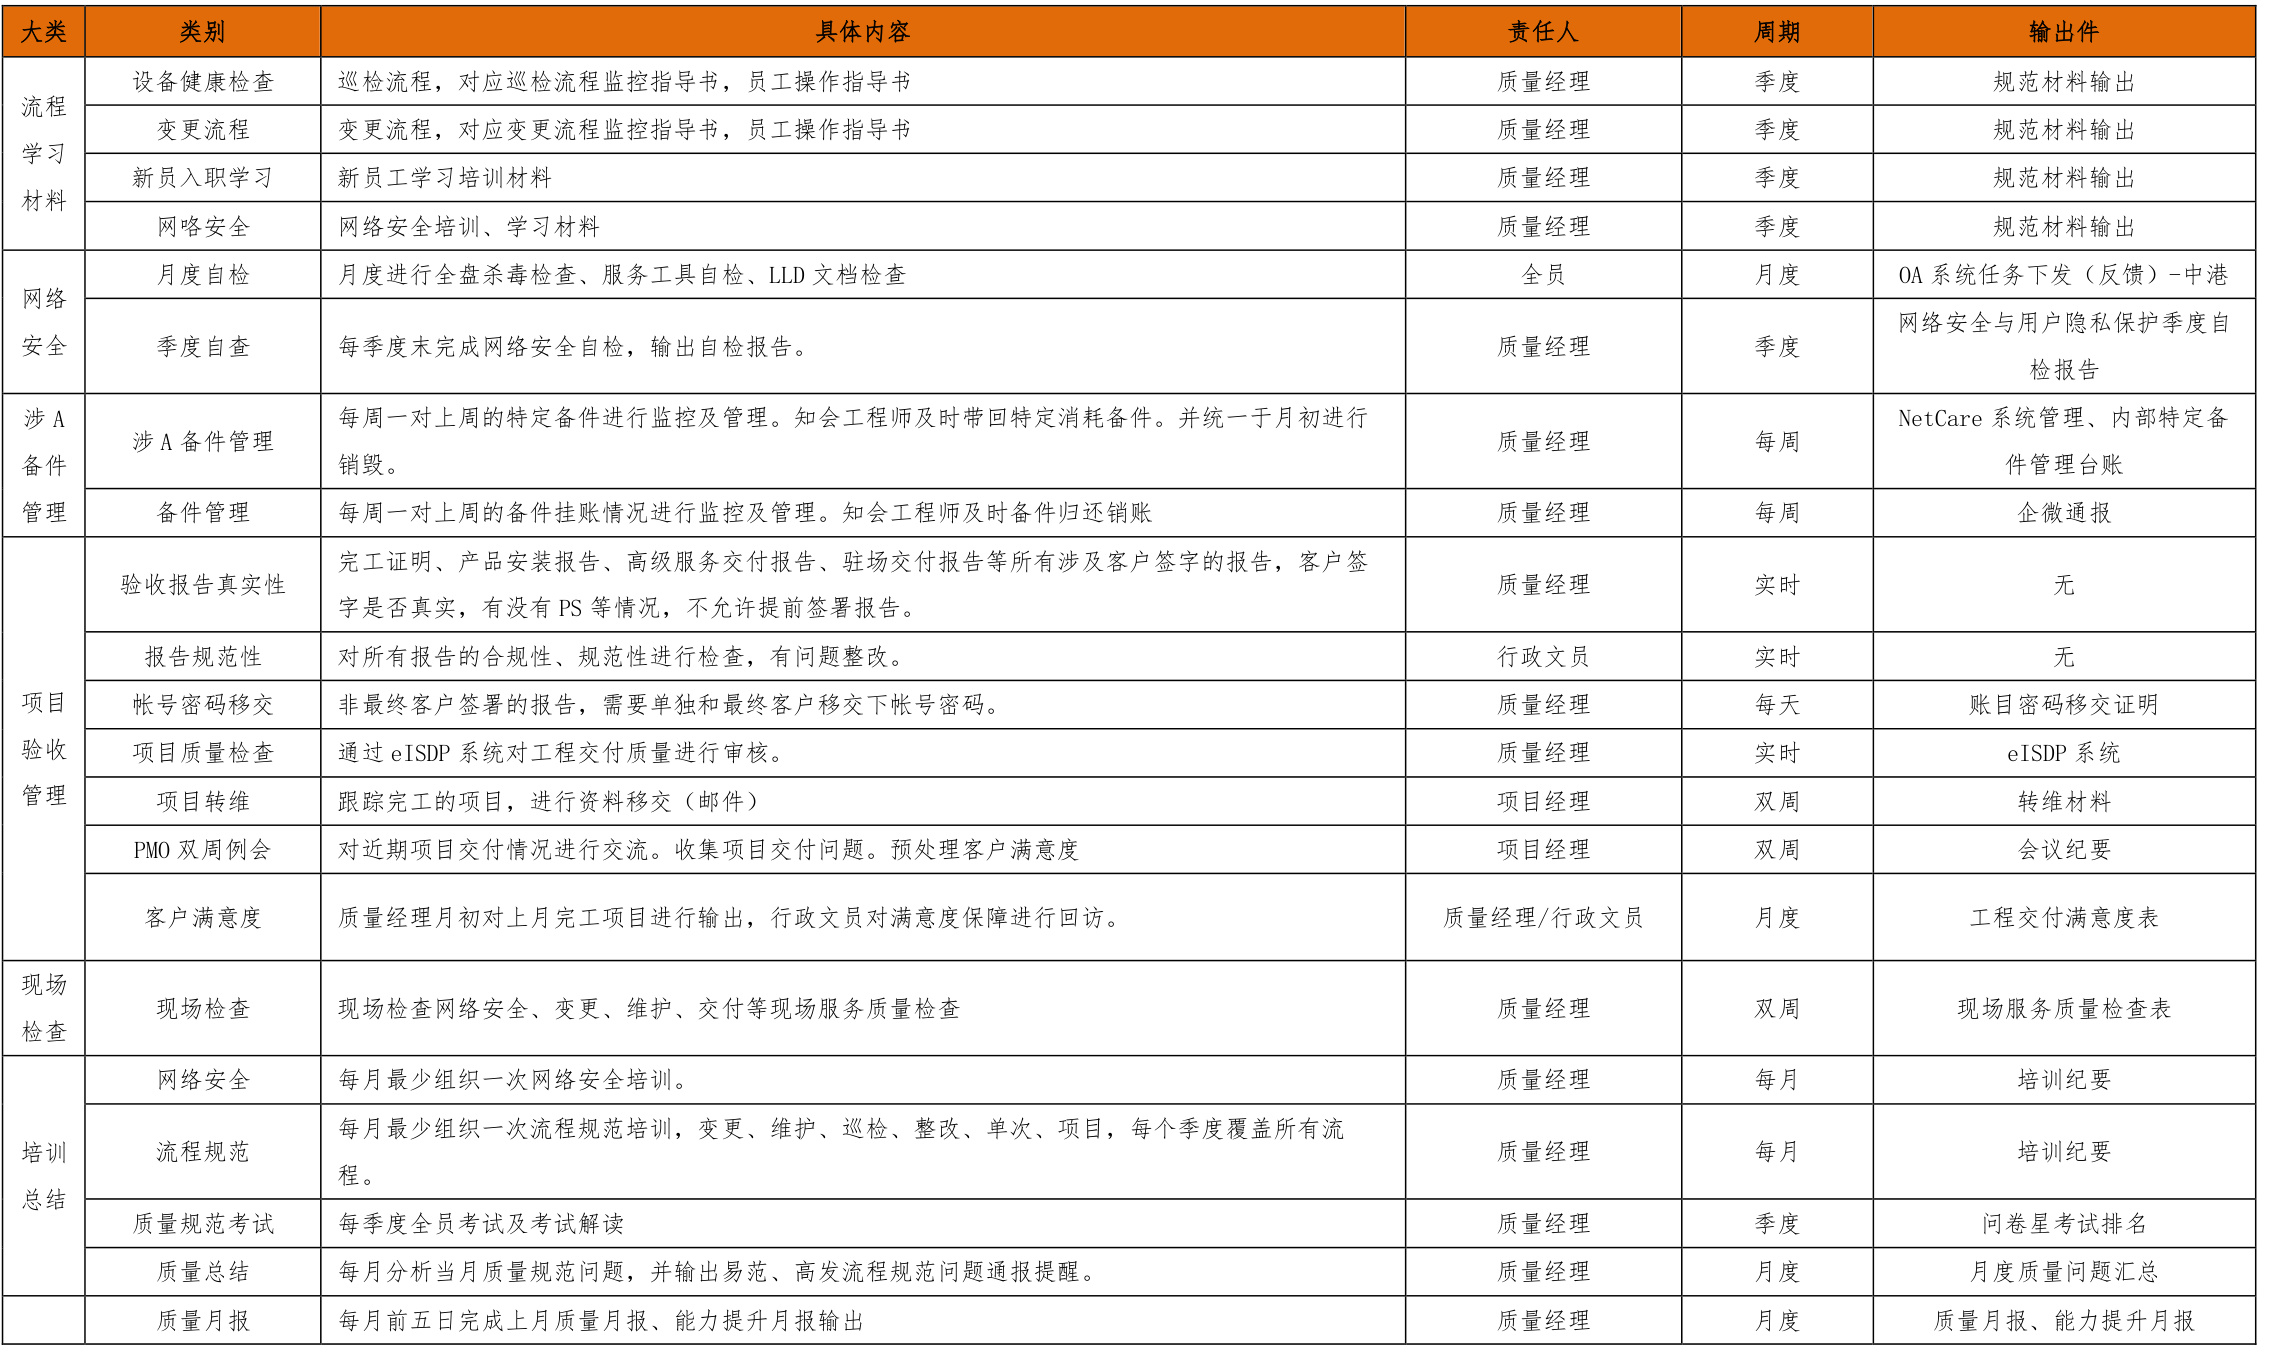 大类 类别 具体内容 责任人 周期 输出件
流程
学习
材料
设备健康检查 巡检流程，对应巡检流程监控指导书，员工操作指导书 质量经理 季度 规范材料输出
变更流程 变更流程，对应变更流程监控指导书，员工操作指导书 质量经理 季度 规范材料输出
新员入职学习 新员工学习培训材料 质量经理 季度 规范材料输出
网咯安全 网络安全培训、学习材料 质量经理 季度 规范材料输出
网络
安全
月度自检 月度进行全盘杀毒检查、服务工具自检、LLD 文档检查 全员 月度 OA 系统任务下发（反馈）-中港
季度自查 每季度末完成网络安全自检，输出自检报告。 质量经理 季度 网络安全与用户隐私保护季度自
检报告
涉 A
备件
管理
涉 A 备件管理 每周一对上周的特定备件进行监控及管理。知会工程师及时带回特定消耗备件。并统一于月初进行
销毁。 质量经理 每周 NetCare 系统管理、内部特定备
件管理台账
备件管理 每周一对上周的备件挂账情况进行监控及管理。知会工程师及时备件归还销账 质量经理 每周 企微通报
项目
验收
管理
验收报告真实性 完工证明、产品安装报告、高级服务交付报告、驻场交付报告等所有涉及客户签字的报告，客户签
字是否真实，有没有 PS 等情况，不允许提前签署报告。 质量经理 实时 无
报告规范性 对所有报告的合规性、规范性进行检查，有问题整改。 行政文员 实时 无
帐号密码移交 非最终客户签署的报告，需要单独和最终客户移交下帐号密码。 质量经理 每天 账目密码移交证明
项目质量检查 通过 eISDP 系统对工程交付质量进行审核。 质量经理 实时 eISDP 系统
项目转维 跟踪完工的项目，进行资料移交（邮件） 项目经理 双周 转维材料
PMO 双周例会 对近期项目交付情况进行交流。收集项目交付问题。预处理客户满意度 项目经理 双周 会议纪要
客户满意度 质量经理月初对上月完工项目进行输出，行政文员对满意度保障进行回访。 质量经理/行政文员 月度 工程交付满意度表
现场
检查
现场检查 现场检查网络安全、变更、维护、交付等现场服务质量检查 质量经理 双周 现场服务质量检查表
培训
总结
网络安全 每月最少组织一次网络安全培训。 质量经理 每月 培训纪要
流程规范 每月最少组织一次流程规范培训，变更、维护、巡检、整改、单次、项目，每个季度覆盖所有流
程。 质量经理 每月 培训纪要
质量规范考试 每季度全员考试及考试解读 质量经理 季度 问卷星考试排名
质量总结 每月分析当月质量规范问题，并输出易范、高发流程规范问题通报提醒。 质量经理 月度 月度质量问题汇总
质量月报 每月前五日完成上月质量月报、能力提升月报输出 质量经理 月度 质量月报、能力提升月报